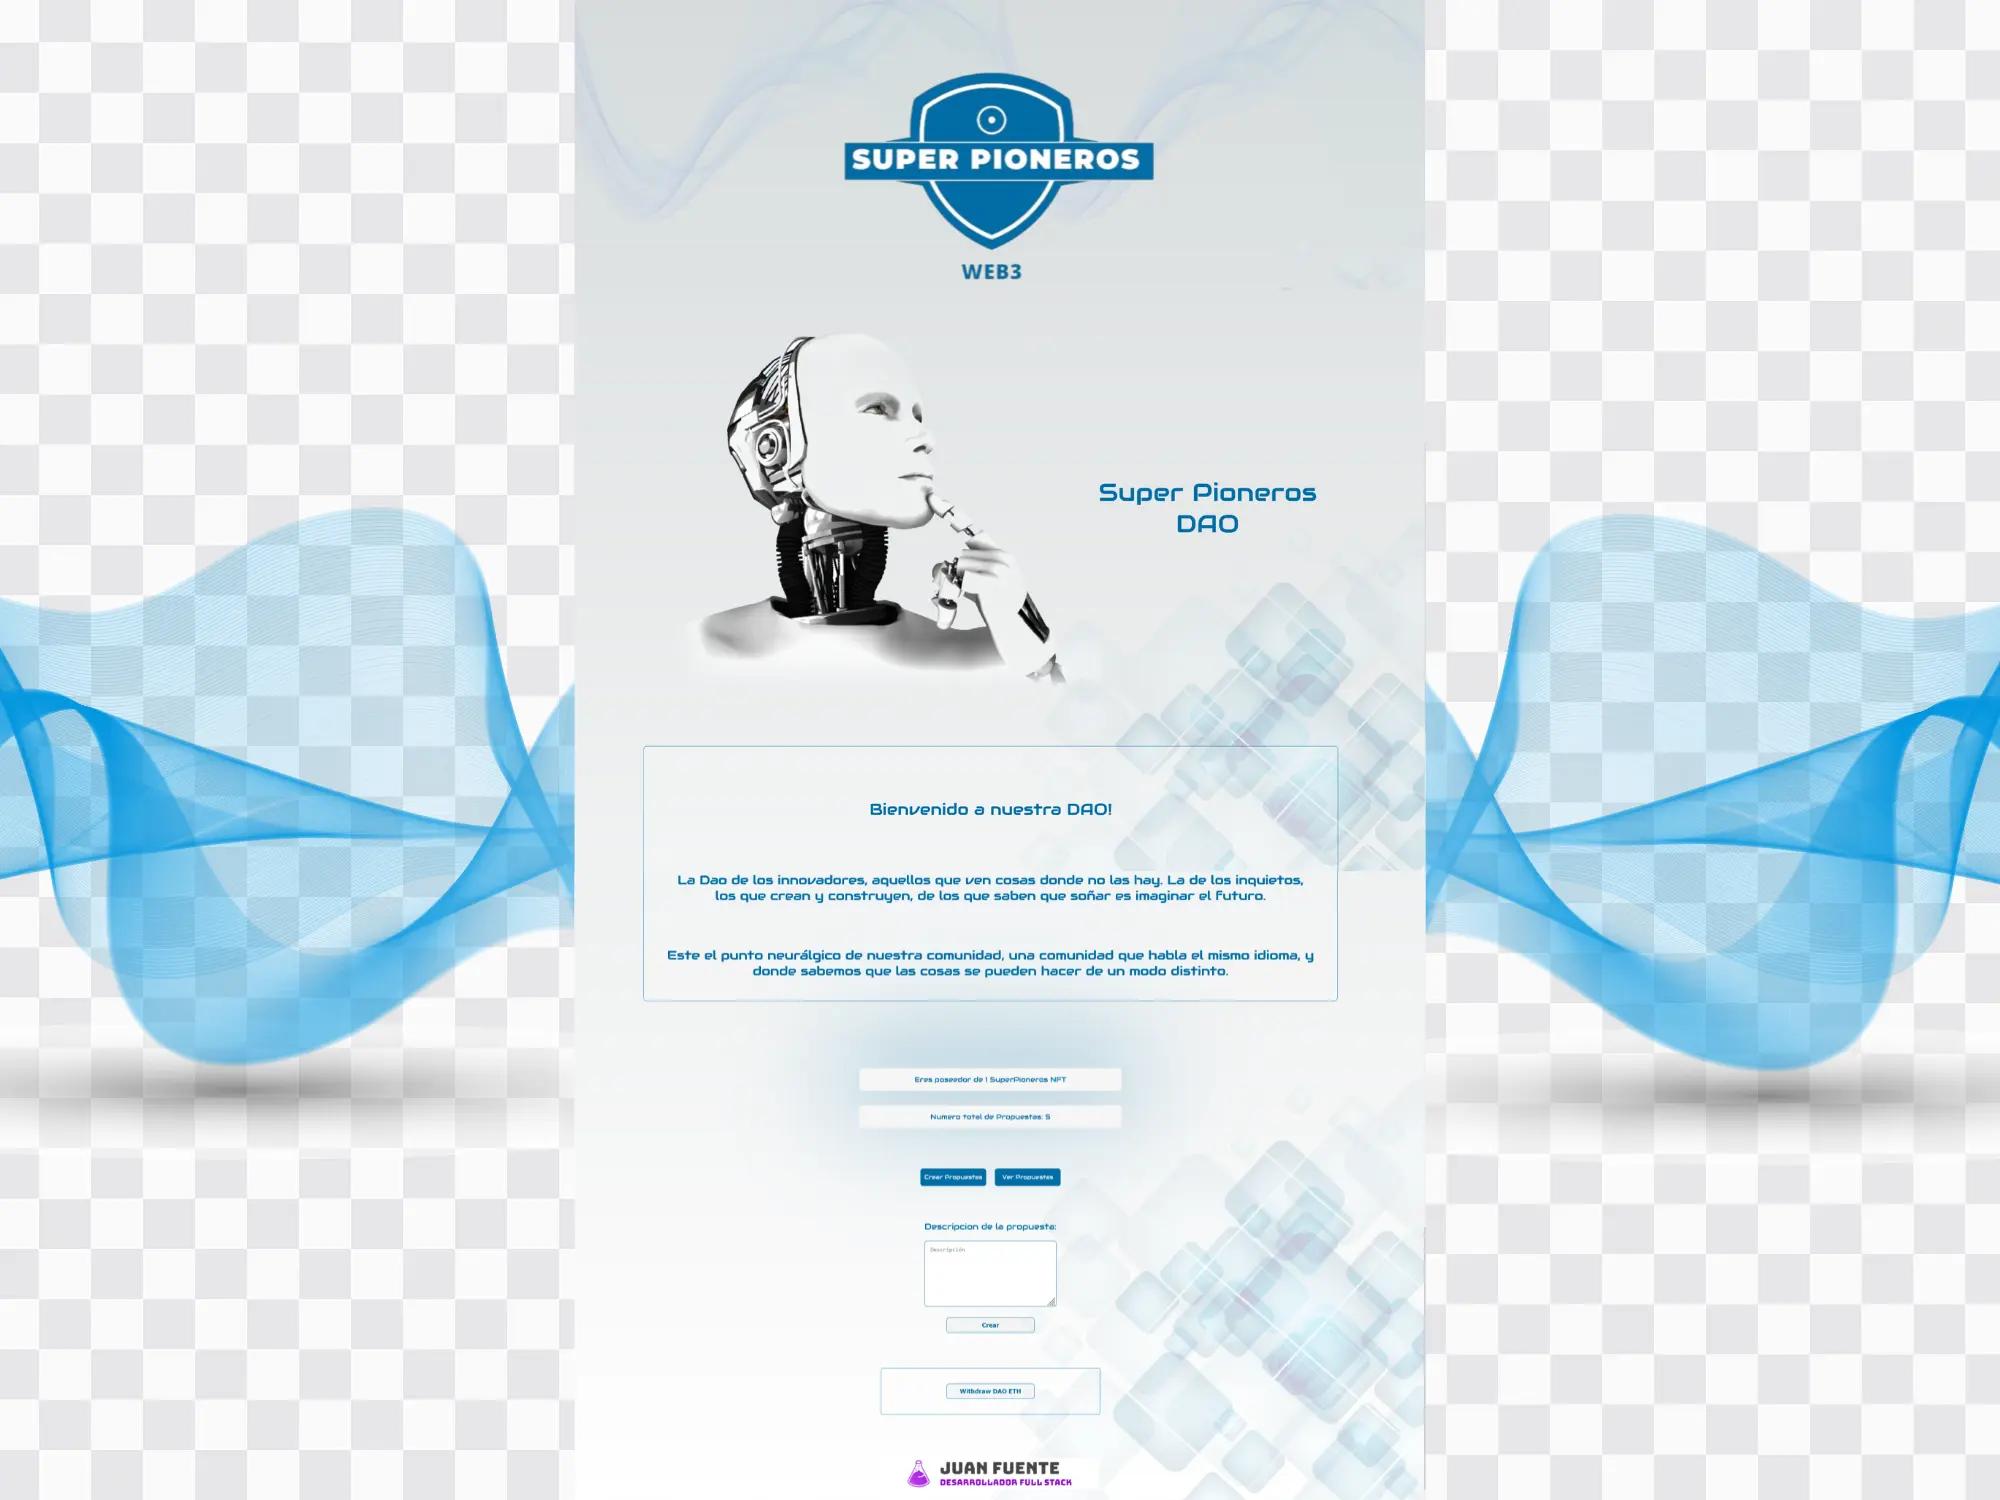 SUPER PIONEROS
WEB3
Super Pioneros
DAO
Bienvenido a nuestra DAO!
La Dao de los innovadores, aquellos que ven cosas donde no las hay. La de los inquietos,
los que crean y construyen, de los que saben que soñar es imaginar el futuro.
Este el punto neurálgico de nuestra comunidad, una comunidad que habla el mismo idioma, y
donde sabemos que las cosas se pueden hacer de un modo distinto.
Eres poseedor de 1 SuperPioneros NFT
Numero total de Propuestas: 5
Crear Propuestas Ver Propuestas
Descripcion de la propuesta:
Descripción
Crear
Withdraw DAO ETH
JUAN FUENTE
DESARROLLADOR FULL STACK